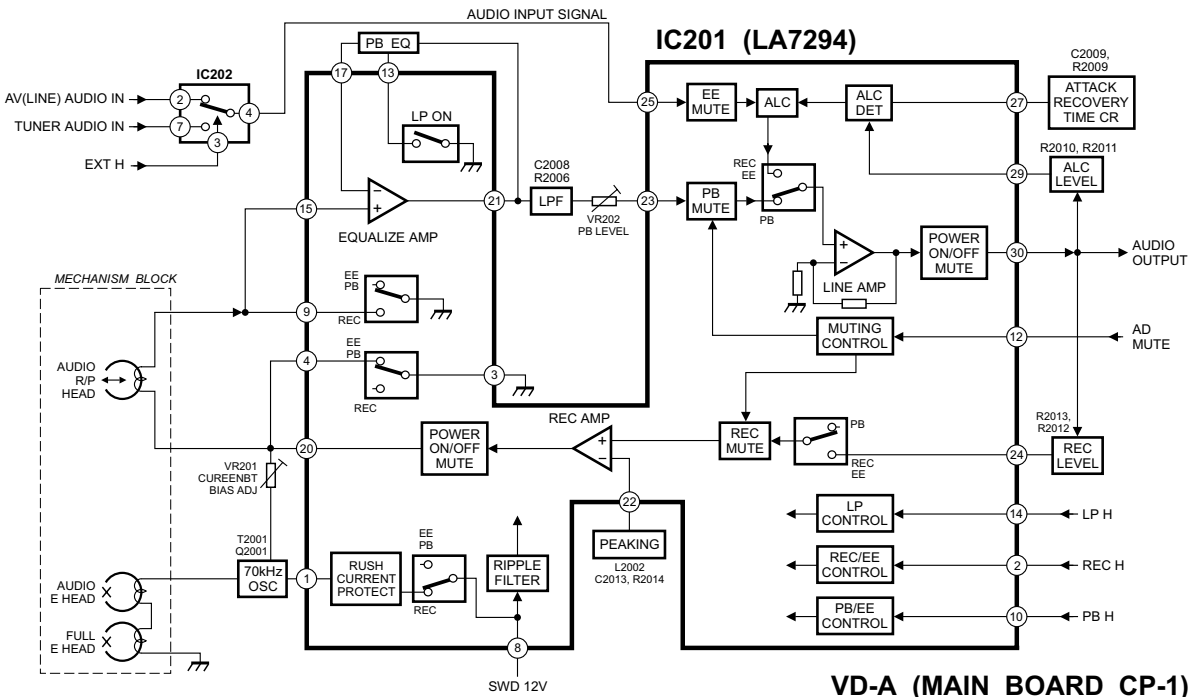 AUDIO INPUT SIGNAL
IC201 (LA7294)
PB EQ
IC202
17
13
C2009,
R2009
AV(LINE) AUDIO IN
2
4
25
EE
MUTE
ALC
ALC
DET
27
ATTACK
RECOVERY
TIME CR
TUNER AUDIO IN
7
LP ON
3
EXT H
C2008
R2006
REC
EE
R2010, R2011
29
ALC
LEVEL
15
21
LPF
23
PB
MUTE
PB
VR202
PB LEVEL
EQUALIZE AMP
POWER
ON/OFF
MUTE
30
AUDIO
OUTPUT
LINE AMP
MECHANISM BLOCK
EE
PB
9
REC
MUTING
CONTROL
12
AD
MUTE
AUDIO
R/P
HEAD
4
EE
PB
3
REC
REC AMP
R2013,
R2012
20
POWER
ON/OFF
MUTE
REC
MUTE
PB
REC
EE
24
REC
LEVEL
VR201
CUREENBT
BIAS ADJ
22
LP
CONTROL
14
LP H
T2001
Q2001
EE
PB
PEAKING
AUDIO
E HEAD
70kHz
OSC
1
RUSH
CURRENT
PROTECT
REC
RIPPLE
FILTER
L2002
C2013, R2014
REC/EE
CONTROL
2
REC H
FULL
E HEAD
PB/EE
CONTROL
10
PB H
8
SWD 12V
VD-A (MAIN BOARD CP-1)